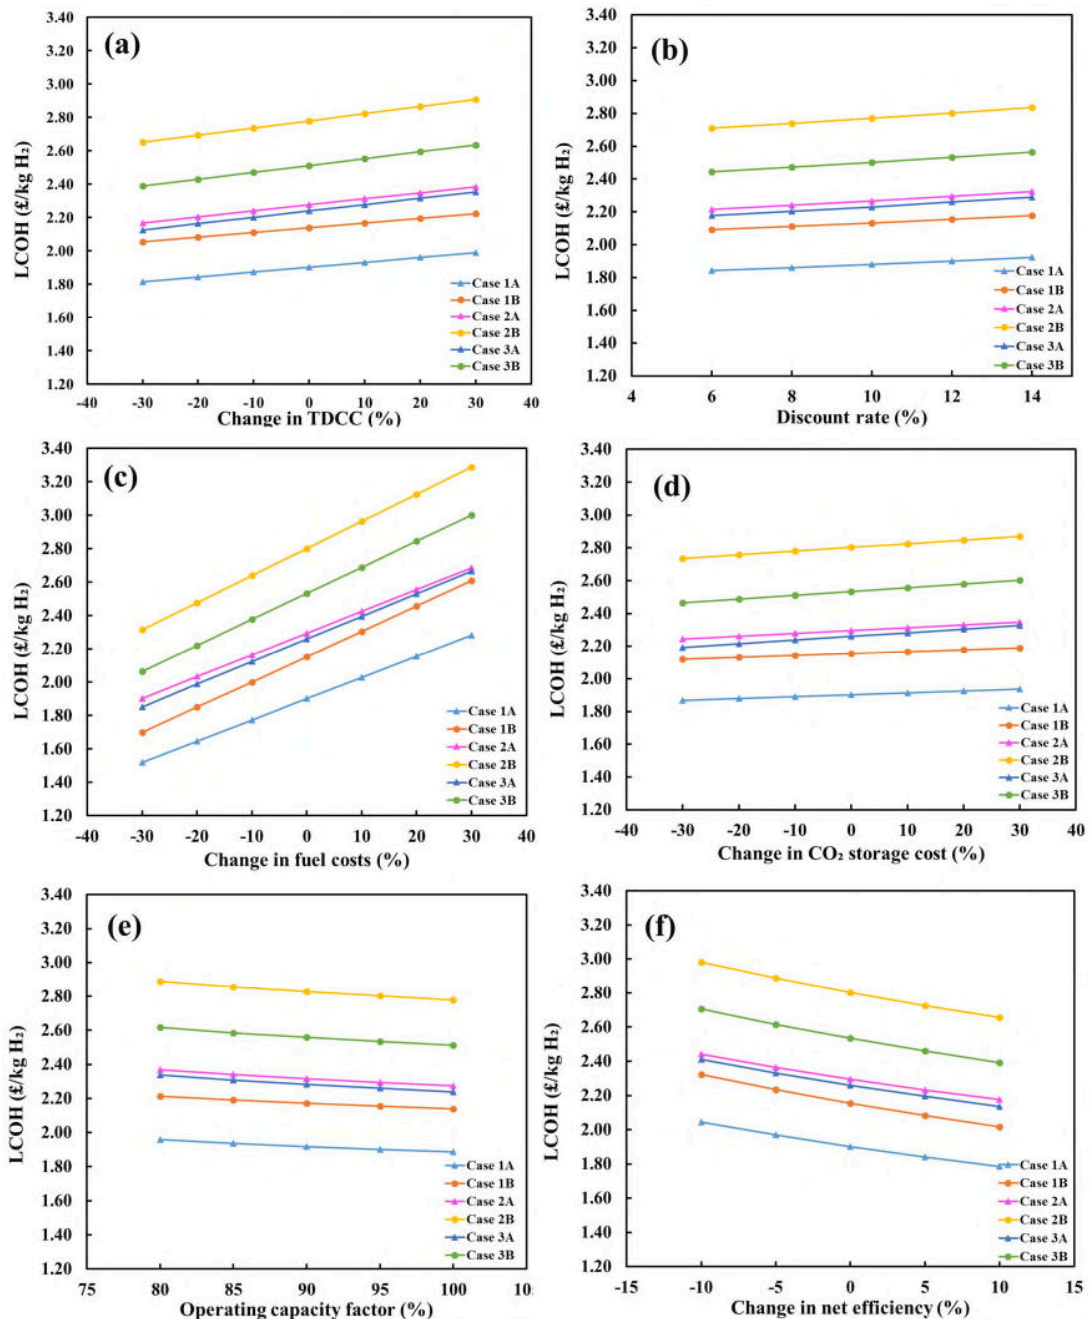 (a)
LCOH (£/kg H₂)
3.40
3.20
3.00
2.80
2.60
2.40
2.20
2.00
1.80
1.60
1.40
1.20
Case 1A
Case 1B
Case 2A
Case 2B
Case 3A
Case 3B
-40 -30 -20 -10 0 10 20 30 40
Change in TDCC (%)
(b)
LCOH (£/kg H₂)
3.40
3.20
3.00
2.80
2.60
2.40
2.20
2.00
1.80
1.60
1.40
1.20
Case 1A
Case 1B
Case 2A
Case 2B
Case 3A
Case 3B
4 6 8 10 12 14
Discount rate (%)
(c)
LCOH (£/kg H₂)
3.40
3.20
3.00
2.80
2.60
2.40
2.20
2.00
1.80
1.60
1.40
1.20
Case 1A
Case 1B
Case 2A
Case 2B
Case 3A
Case 3B
-40 -30 -20 -10 0 10 20 30 40
Change in fuel costs (%)
(d)
LCOH (£/kg H₂)
3.40
3.20
3.00
2.80
2.60
2.40
2.20
2.00
1.80
1.60
1.40
1.20
Case 1A
Case 1B
Case 2A
Case 2B
Case 3A
Case 3B
-40 -30 -20 -10 0 10 20 30 40
Change in CO₂ storage cost (%)
(e)
LCOH (£/kg H₂)
3.40
3.20
3.00
2.80
2.60
2.40
2.20
2.00
1.80
1.60
1.40
1.20
Case 1A
Case 1B
Case 2A
Case 2B
Case 3A
Case 3B
75 80 85 90 95 100
Operating capacity factor (%)
(f)
LCOH (£/kg H₂)
3.40
3.20
3.00
2.80
2.60
2.40
2.20
2.00
1.80
1.60
1.40
1.20
Case 1A
Case 1B
Case 2A
Case 2B
Case 3A
Case 3B
-15 -10 -5 0 5 10 15
Change in net efficiency (%)